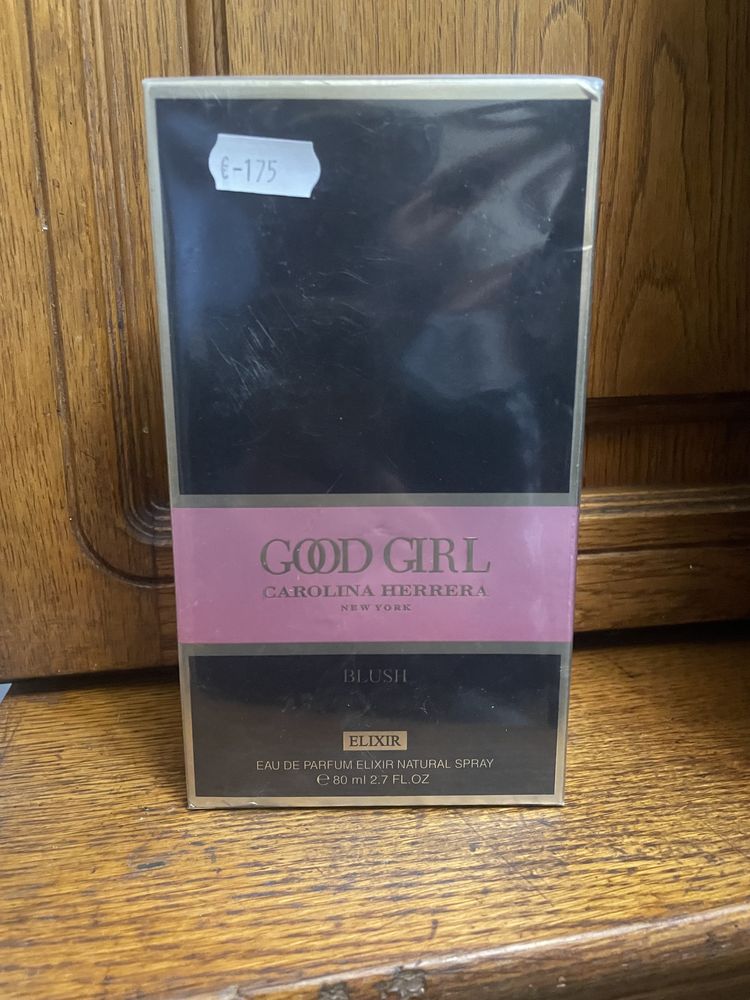 €-175
GOOD GIRL
CAROLINA HERRERA
NEW YORK
BLUSH
ELIXIR
EAU DE PARFUM ELIXIR NATURAL SPRAY
℮ 80 ml 2.7 FL.OZ